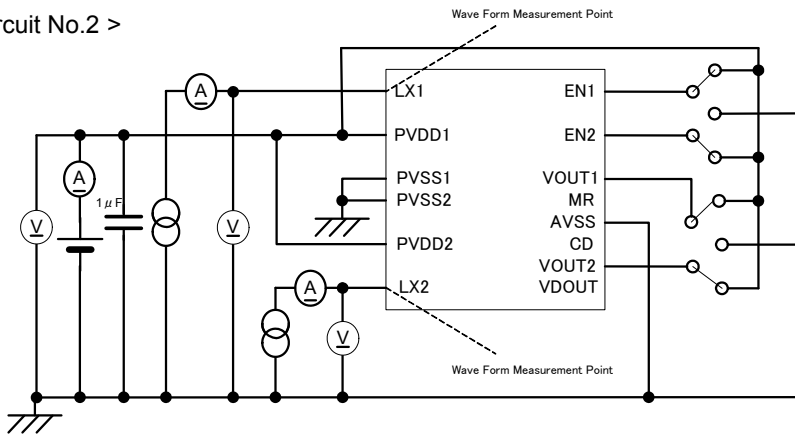 rcuit No.2 >
Wave Form Measurement Point
A
LX1
EN1
PVDD1
EN2
A
1μF
PVSS1
VOUT1
PVSS2
MR
V
V
AVSS
PVDD2
CD
VOUT2
A
LX2
VDOUT
V
Wave Form Measurement Point